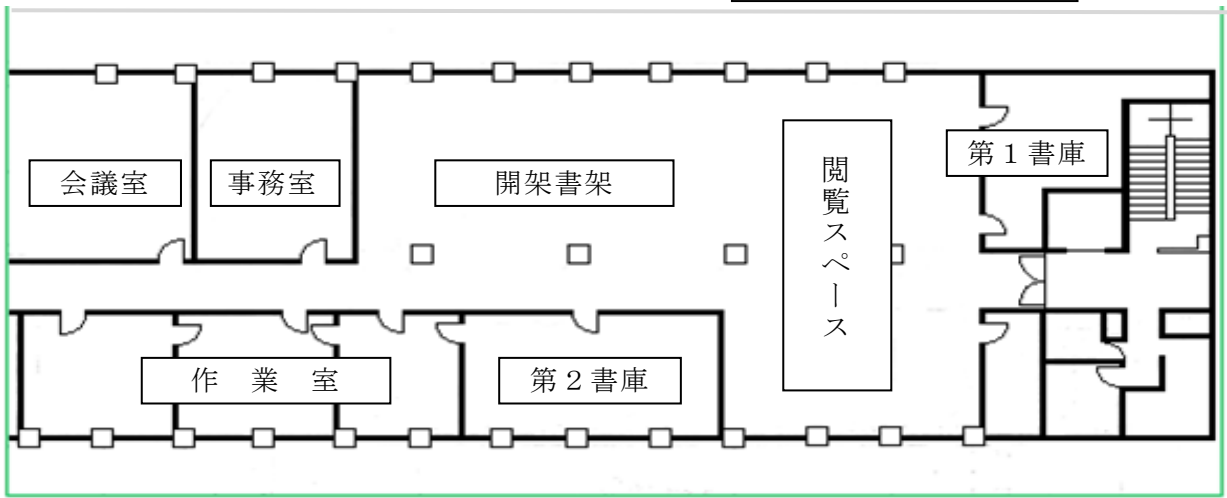 会議室
事務室
開架書架
閲覧スペース
第１書庫
作　業　室
第２書庫